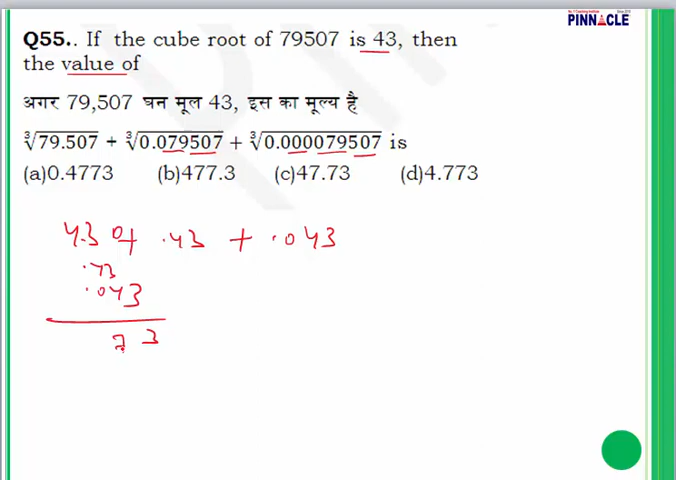 PINNACLE
Q55.. If the cube root of 79507 is 43, then
the value of
अगर 79,507 घन मूल 43, इस का मूल्य है
∛79.507 + ∛0.079507 + ∛0.000079507 is
(a)0.4773 (b)477.3 (c)47.73 (d)4.773
4.30 + .43 + .043
.43
.043
73